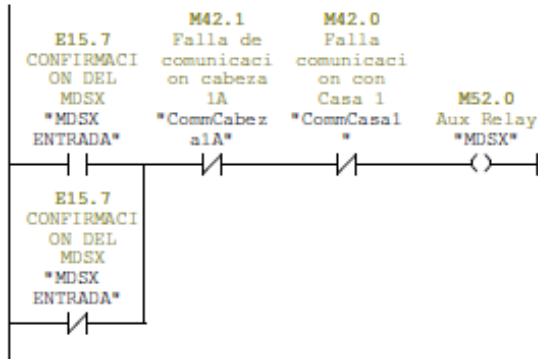 E15.7
CONFIRMACI
ON DEL
MDSX
"MDSX
ENTRADA"
M42.1
Falla de
comunicaci
on cabeza
1A
"CommCabez
a1A"
M42.0
Falla
comunicaci
on con
Casa 1
"CommCasa1
"
M52.0
Aux Relay
"MDSX"
E15.7
CONFIRMACI
ON DEL
MDSX
"MDSX
ENTRADA"